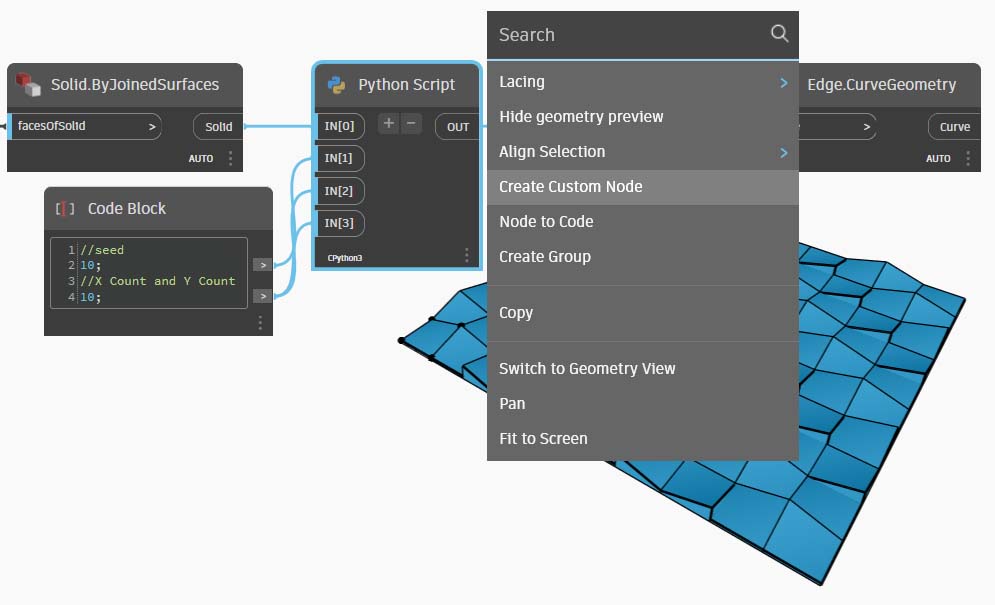 Search
Solid.ByJoinedSurfaces
Python Script
Lacing >
Edge.CurveGeometry
facesOfSolid >
Solid
IN[0]
+
−
OUT
Hide geometry preview
>
Curve
AUTO
IN[1]
Align Selection >
AUTO
IN[2]
Create Custom Node
Code Block
IN[3]
Node to Code
1 //seed
2 10; >
3 //X Count and Y Count
4 10; >
CPython3
Create Group
Copy
Switch to Geometry View
Pan
Fit to Screen